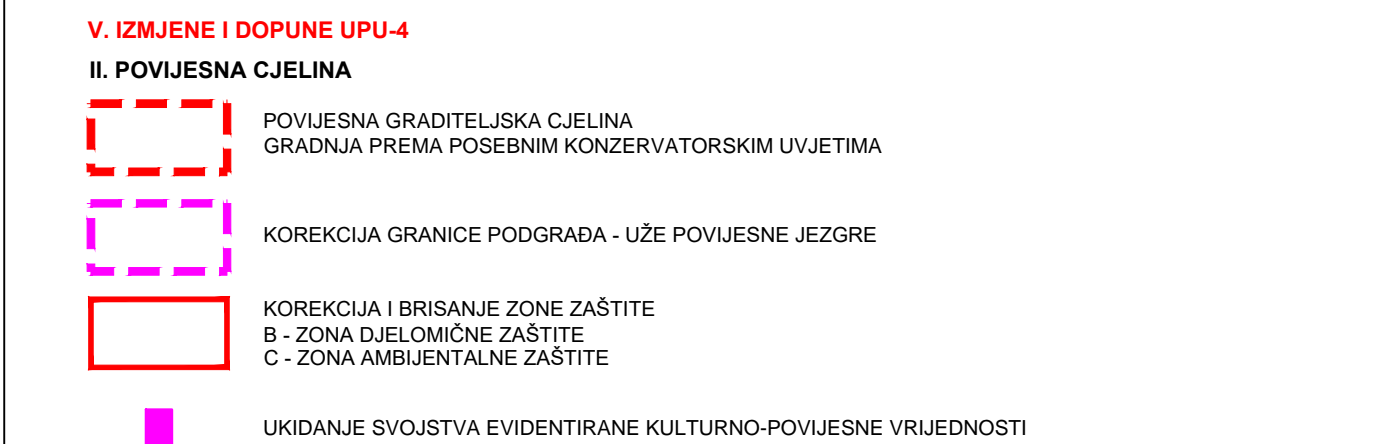 V. IZMJENE I DOPUNE UPU-4
II. POVIJESNA CJELINA
POVIJESNA GRADITELJSKA CJELINA
GRADNJA PREMA POSEBNIM KONZERVATORSKIM UVJETIMA
KOREKCIJA GRANICE PODGRAĐA - UŽE POVIJESNE JEZGRE
KOREKCIJA I BRISANJE ZONE ZAŠTITE
B - ZONA DJELOMIČNE ZAŠTITE
C - ZONA AMBIJENTALNE ZAŠTITE
UKIDANJE SVOJSTVA EVIDENTIRANE KULTURNO-POVIJESNE VRIJEDNOSTI